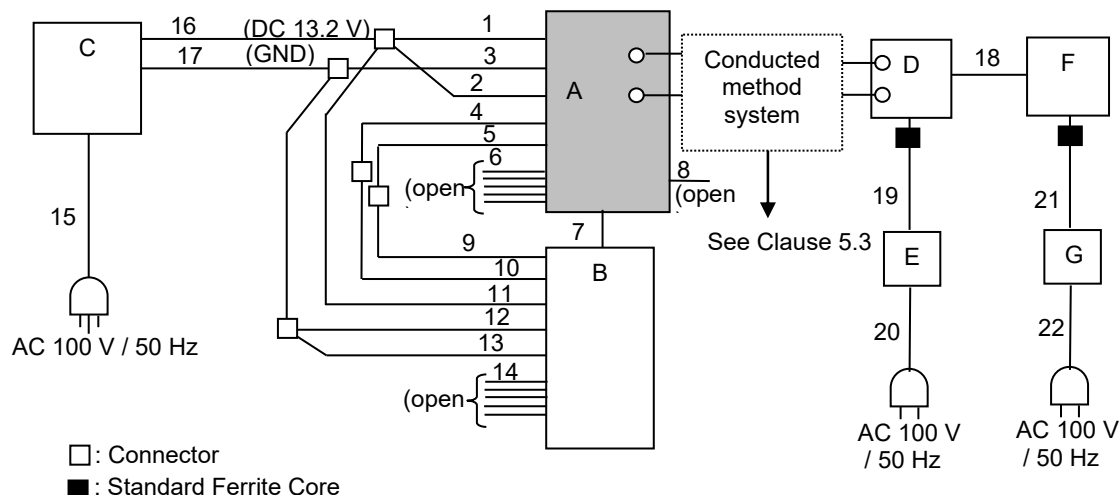 16 (DC 13.2 V) 1
C
17 (GND) 3
2
A
4
5
6
(open
8
(open
Conducted
method
system
D
18
F
See Clause 5.3
7
15
9
10
11
12
13
14
(open
B
19
E
20
21
G
22
AC 100 V / 50 Hz
AC 100 V
/ 50 Hz
AC 100 V
/ 50 Hz
: Connector
: Standard Ferrite Core